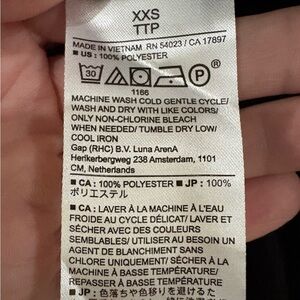 XXS
TTP
MADE IN VIETNAM RN 54023 / CA 17897
■ US : 100% POLYESTER
30 P
1166
MACHINE WASH COLD GENTLE CYCLE/
WASH AND DRY WITH LIKE COLORS/
ONLY NON-CHLORINE BLEACH
WHEN NEEDED/ TUMBLE DRY LOW/
COOL IRON
Gap (RHC) B.V. Luna ArenA
Herikerbergweg 238 Amsterdam, 1101
CM, Netherlands
■ CA : 100% POLYESTER ■ JP : 100%
ポリエステル
■ CA : LAVER À LA MACHINE À L'EAU
FROIDE AU CYCLE DÉLICAT/ LAVER ET
SÉCHER AVEC DES COULEURS
SEMBLABLES/ UTILISER AU BESOIN UN
AGENT DE BLANCHIMENT SANS
CHLORE UNIQUEMENT/ SÉCHER À LA
MACHINE À BASSE TEMPÉRATURE/
REPASSER À BASSE TEMPÉRATURE
■ JP : 色落ちや色移りを避けるた